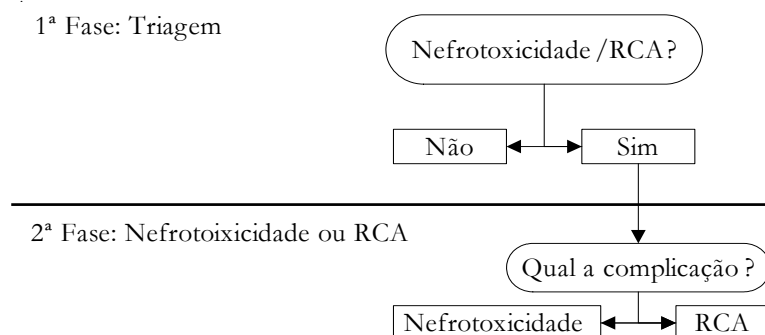 1ª Fase: Triagem
Nefrotoxicidade/RCA?
Não
Sim
2ª Fase: Nefrotoixicidade ou RCA
Qual a complicação ?
Nefrotoxicidade
RCA